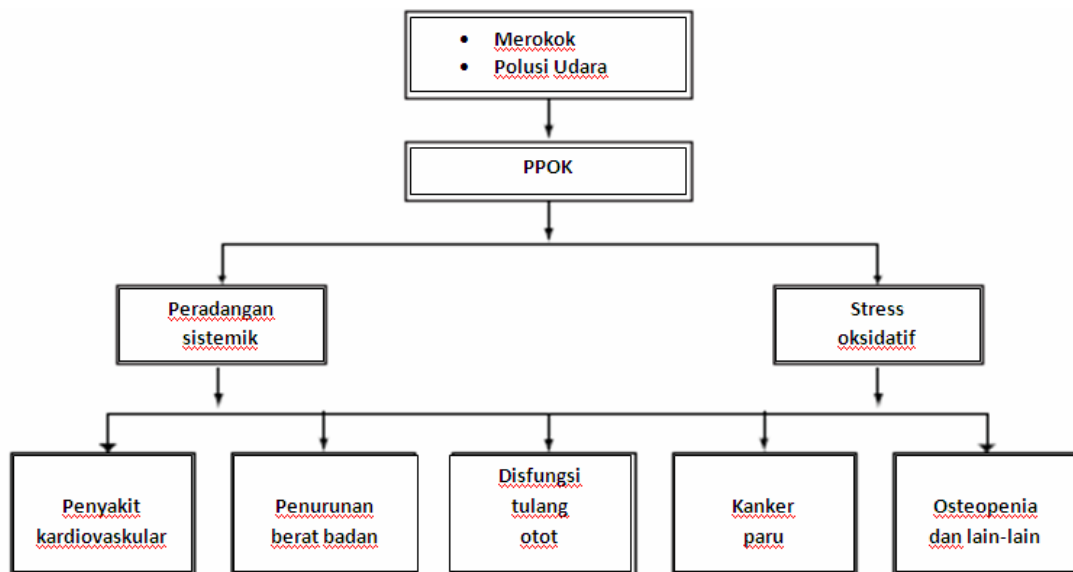 • Merokok
• Polusi Udara
PPOK
Peradangan
sistemik
Stress
oksidatif
Penyakit
kardiovaskular
Penurunan
berat badan
Disfungsi
tulang
otot
Kanker
paru
Osteopenia
dan lain-lain